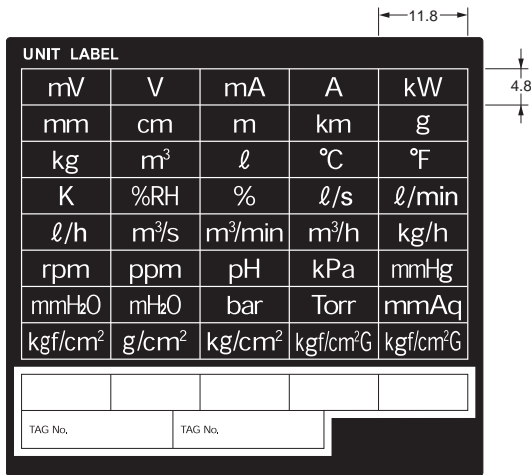 11.8
UNIT LABEL
4.8
mV V mA A kW
mm cm m km g
kg m³ ℓ °C °F
K %RH % ℓ/s ℓ/min
ℓ/h m³/s m³/min m³/h kg/h
rpm ppm pH kPa mmHg
mmH₂O mH₂O bar Torr mmAq
kgf/cm² g/cm² kg/cm² kgf/cm²G kgf/cm²G
TAG No. TAG No.